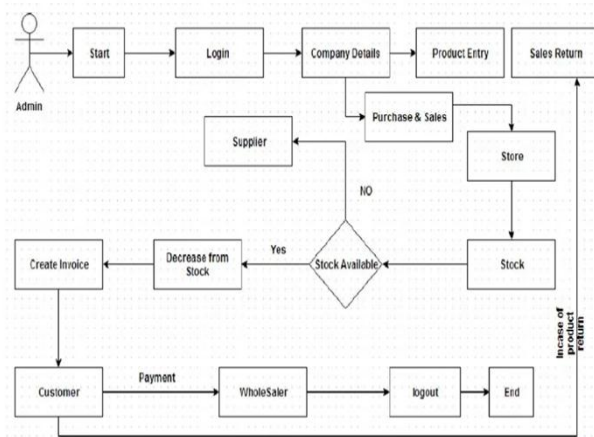 Start
Login
Company Details
Product Entry
Sales Return
Admin
Purchase & Sales
Supplier
Store
NO
Create Invoice
Decrease from
Stock
Yes
Stock Available
Stock
Incase of
product
return
Customer
Payment
WholeSaler
logout
End